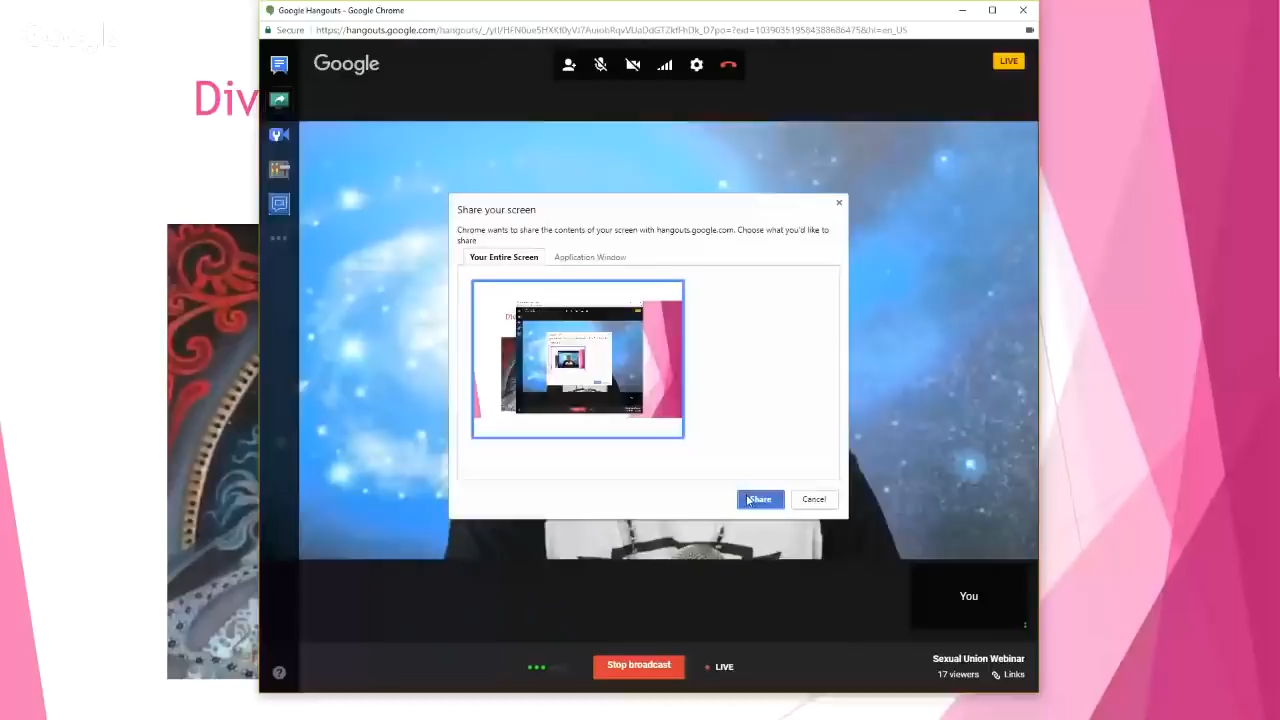 Google Hangouts - Google Chrome
Secure
Google
LIVE
Google
Div
Share your screen
Chrome wants to share the contents of your screen with hangouts.google.com. Choose what you'd like to
share
Your Entire Screen
Application Window
Share
Cancel
You
Stop broadcast
LIVE
Sexual Union Webinar
17 viewers
Links